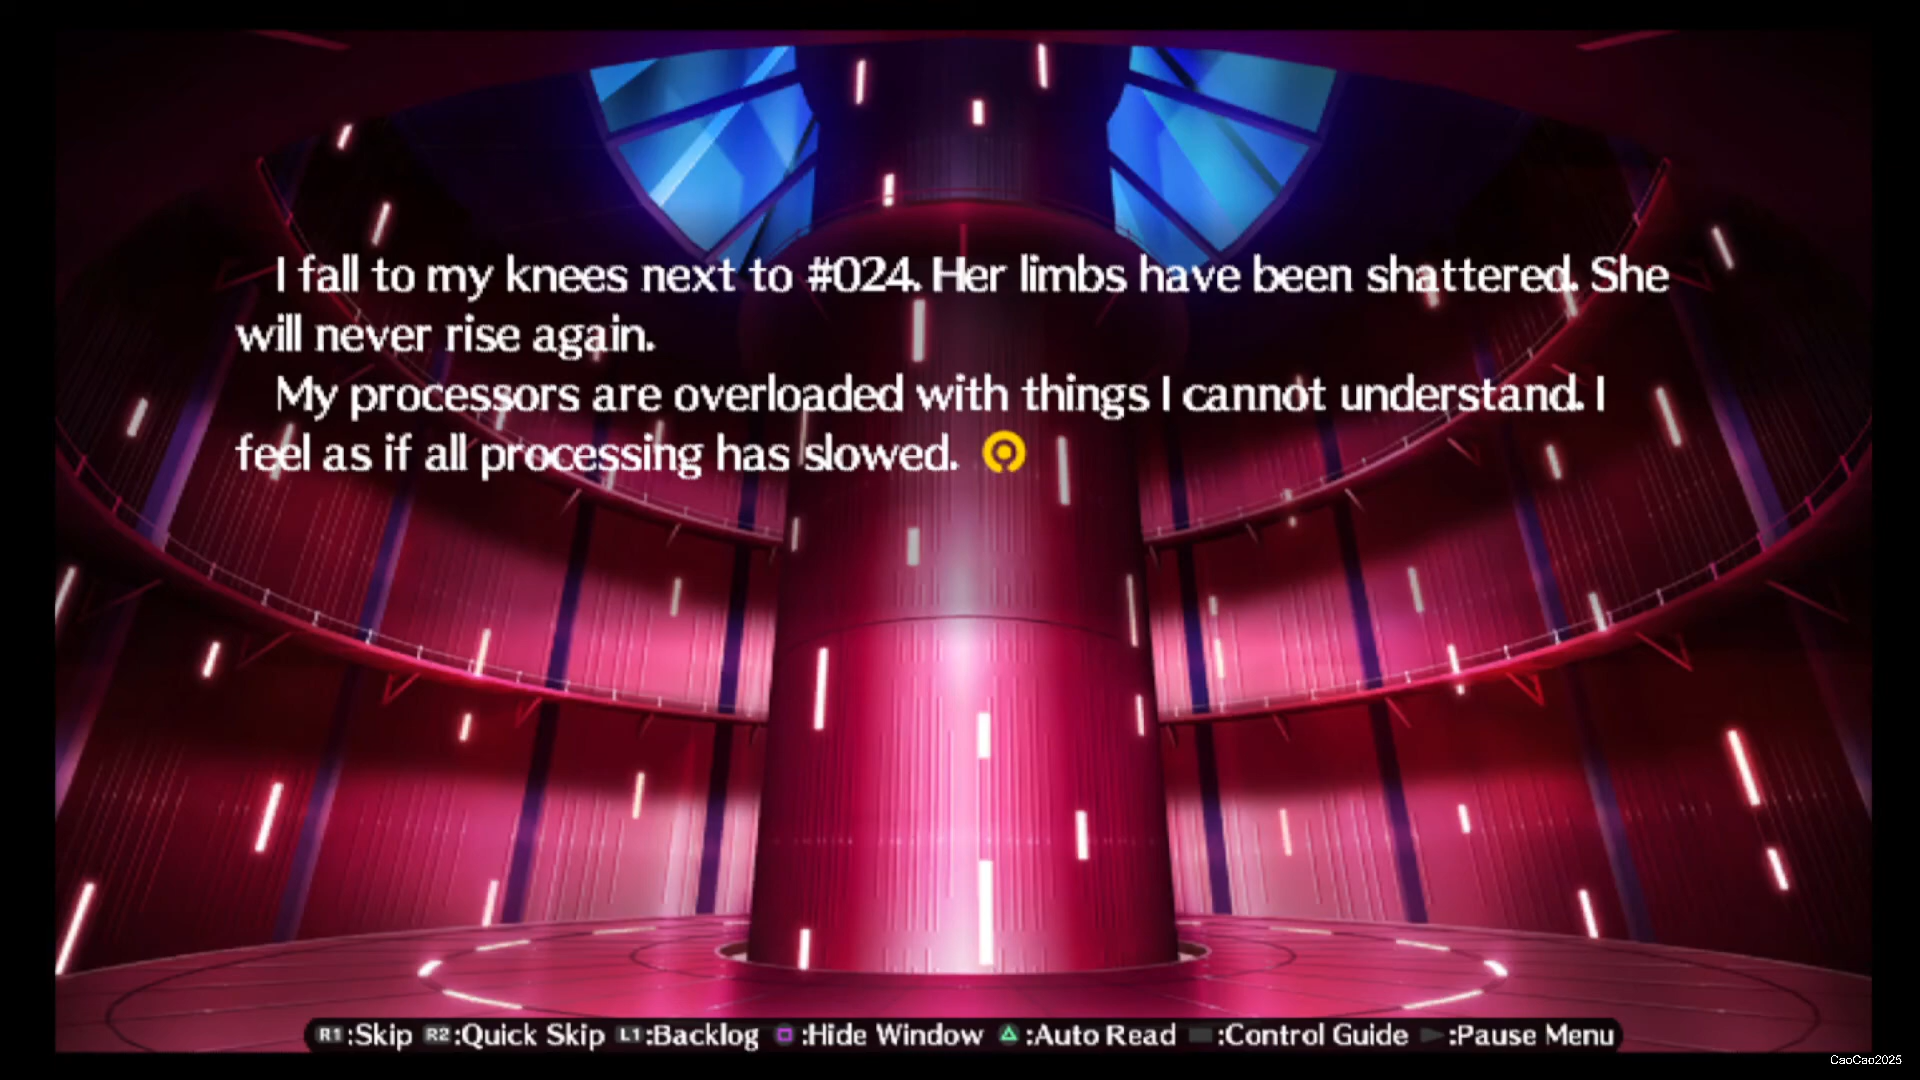 I fall to my knees next to #024. Her limbs have been shattered. She
will never rise again.
My processors are overloaded with things I cannot understand. I
feel as if all processing has slowed.
R1:Skip R2:Quick Skip L1:Backlog :Hide Window :Auto Read :Control Guide :Pause Menu
CaoCao2025